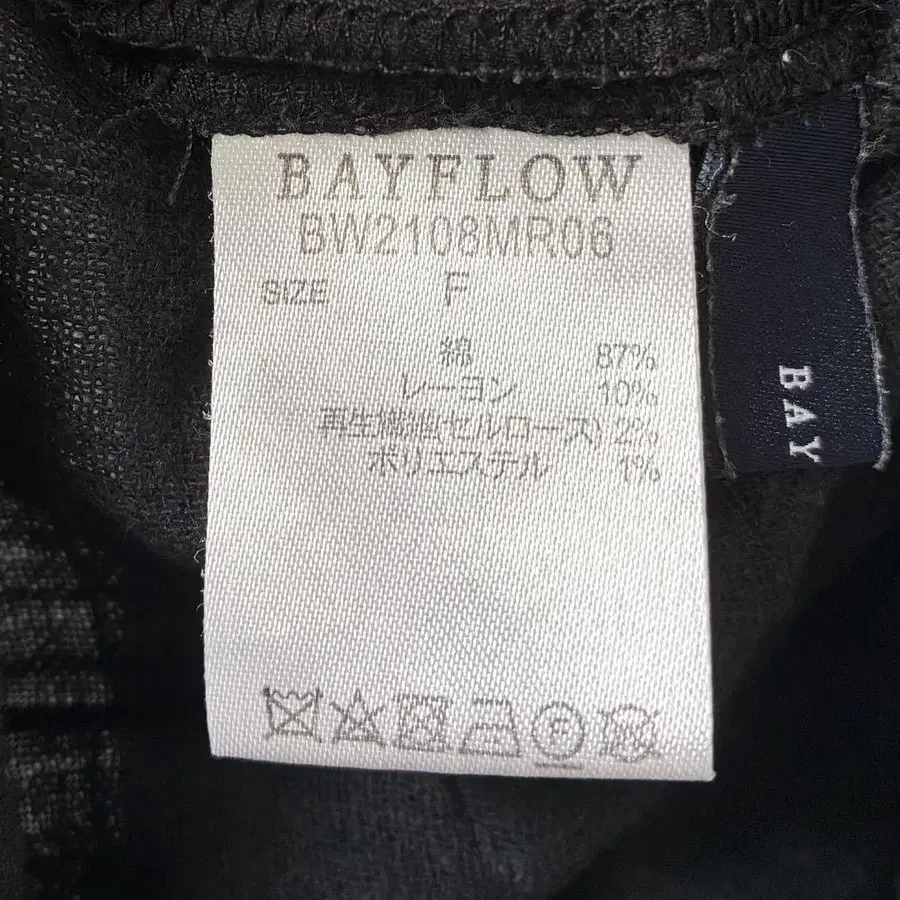 BAYFLOW
BW2108MR06
SIZE F
綿 87%
レーヨン 10%
再生繊維(セルロース) 2%
ポリエステル 1%
F
BAY